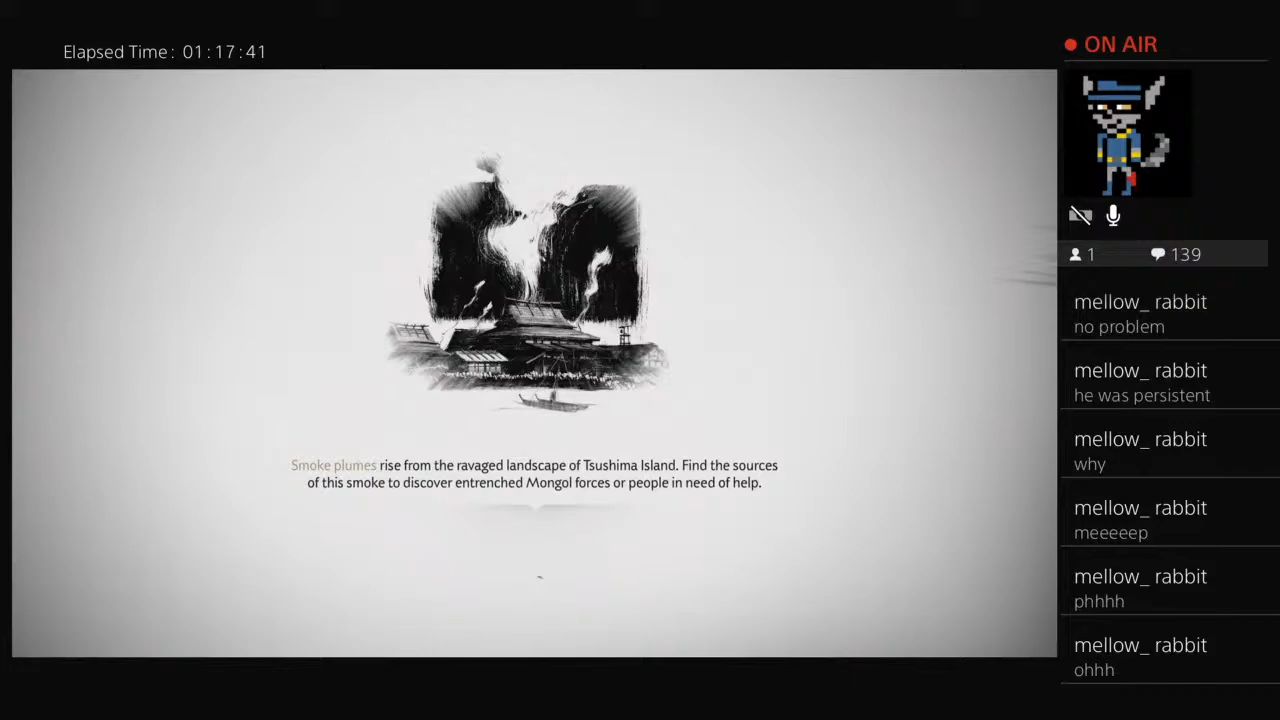 Elapsed Time: 01:17:41
ON AIR
1 139
mellow_ rabbit
no problem
mellow_ rabbit
he was persistent
mellow_ rabbit
why
mellow_ rabbit
meeeeep
mellow_ rabbit
phhhh
mellow_ rabbit
ohhh
Smoke plumes rise from the ravaged landscape of Tsushima Island. Find the sources
of this smoke to discover entrenched Mongol forces or people in need of help.